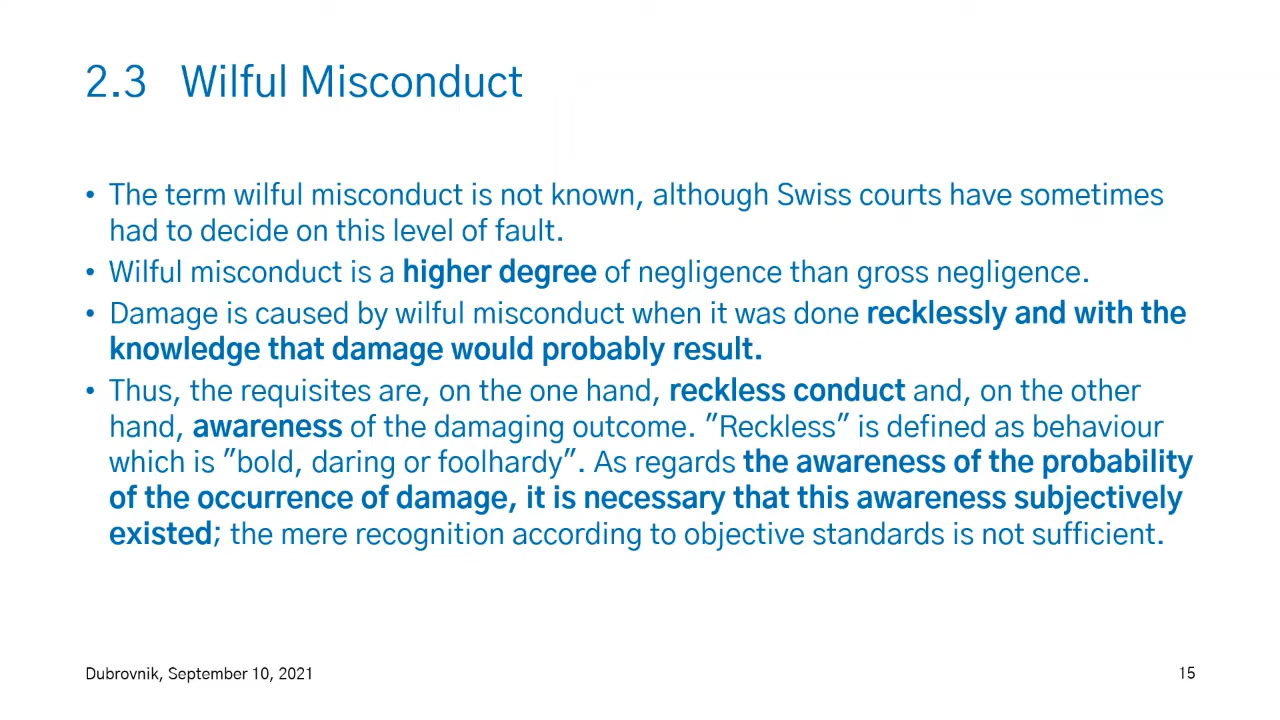 2.3 Wilful Misconduct
• The term wilful misconduct is not known, although Swiss courts have sometimes
had to decide on this level of fault.
• Wilful misconduct is a higher degree of negligence than gross negligence.
• Damage is caused by wilful misconduct when it was done recklessly and with the
knowledge that damage would probably result.
• Thus, the requisites are, on the one hand, reckless conduct and, on the other
hand, awareness of the damaging outcome. ”Reckless” is defined as behaviour
which is ”bold, daring or foolhardy”. As regards the awareness of the probability
of the occurrence of damage, it is necessary that this awareness subjectively
existed; the mere recognition according to objective standards is not sufficient.
Dubrovnik, September 10, 2021
15